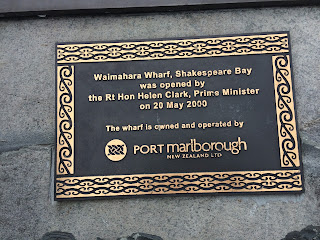 Waimahara Wharf, Shakespeare Bay
was opened by
the Rt Hon Helen Clark, Prime Minister
on 20 May 2000
The wharf is owned and operated by
PORT marlborough
NEW ZEALAND LTD